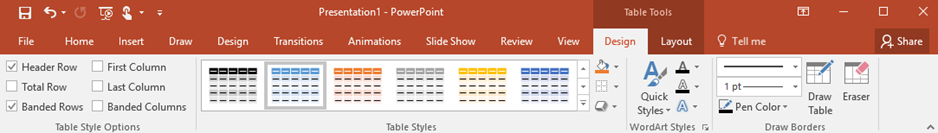 Presentation1 - PowerPoint
Table Tools
File Home Insert Draw Design Transitions Animations Slide Show Review View Design Layout Tell me Share
Header Row First Column
Total Row Last Column
Banded Rows Banded Columns
Table Style Options
Table Styles
Quick
Styles
WordArt Styles
1 pt
Pen Color
Draw
Table
Eraser
Draw Borders